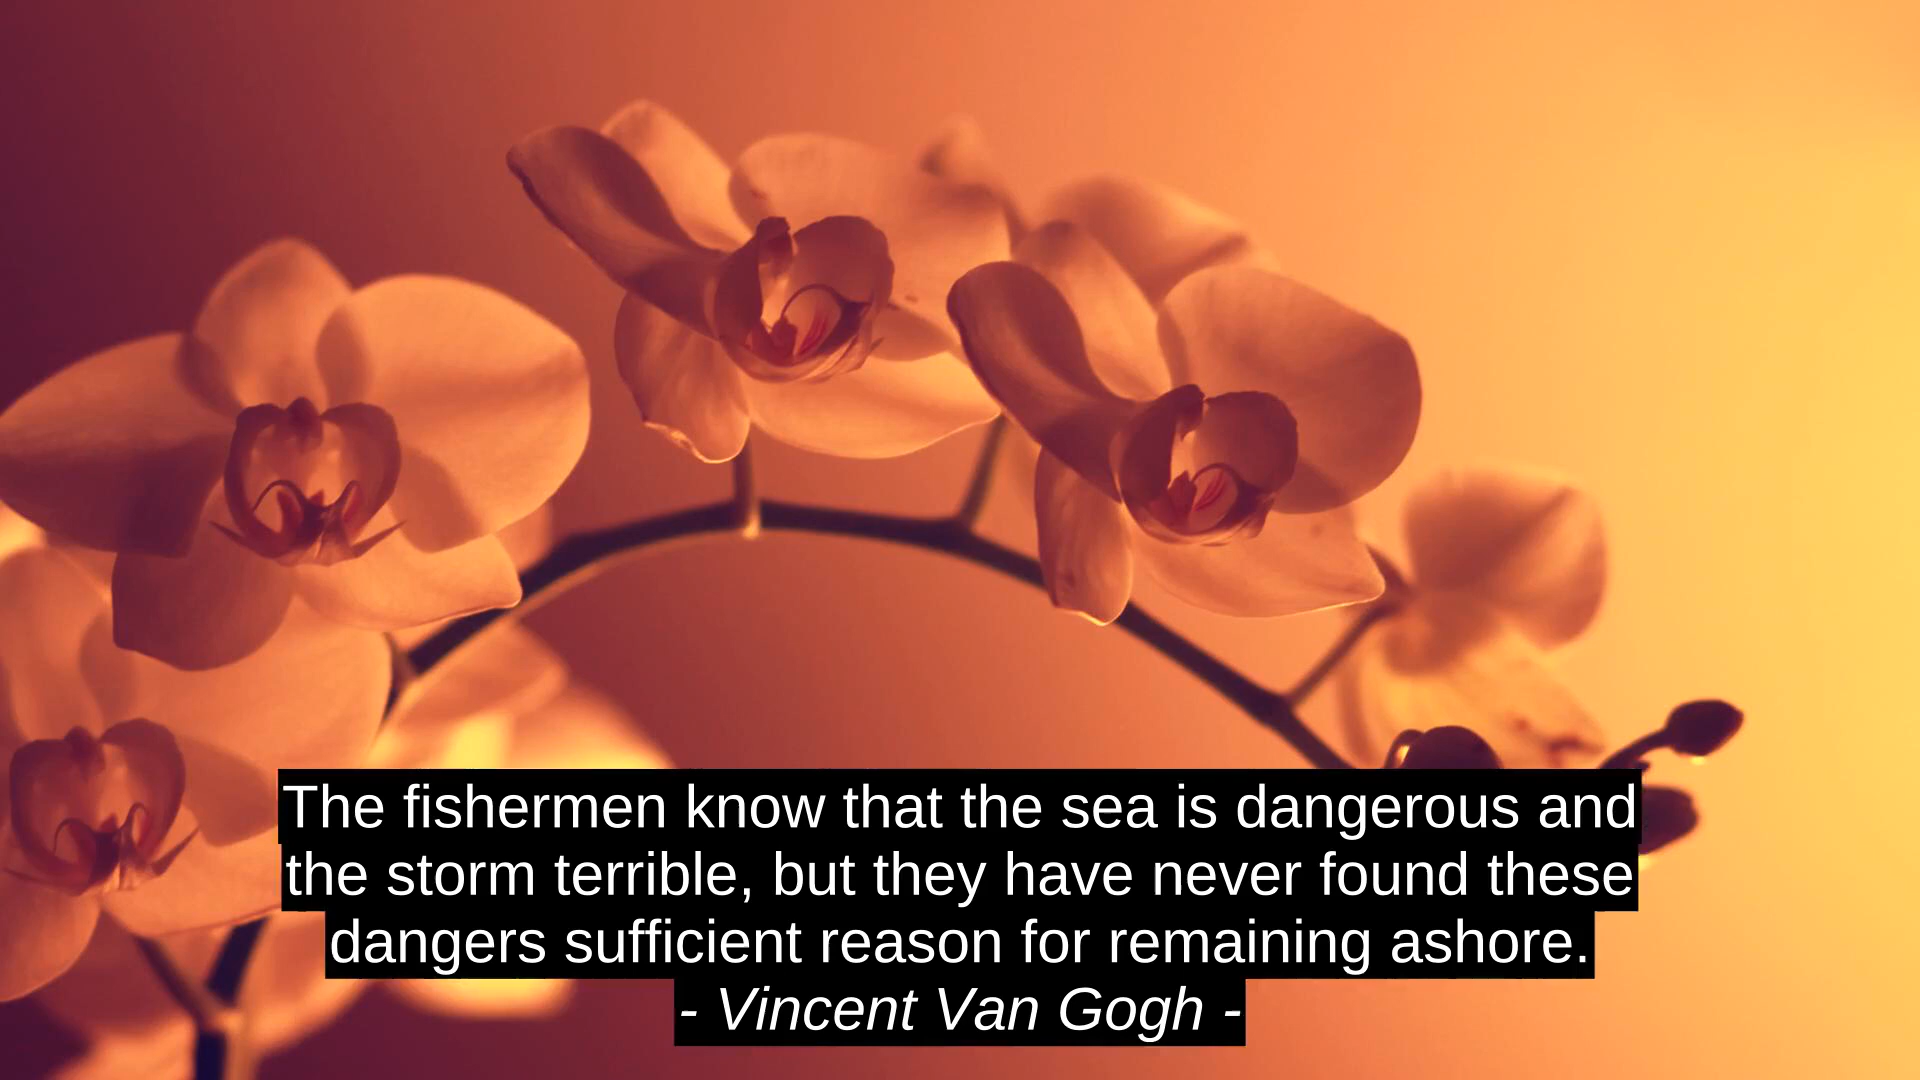 The fishermen know that the sea is dangerous and
the storm terrible, but they have never found these
dangers sufficient reason for remaining ashore.
- Vincent Van Gogh -